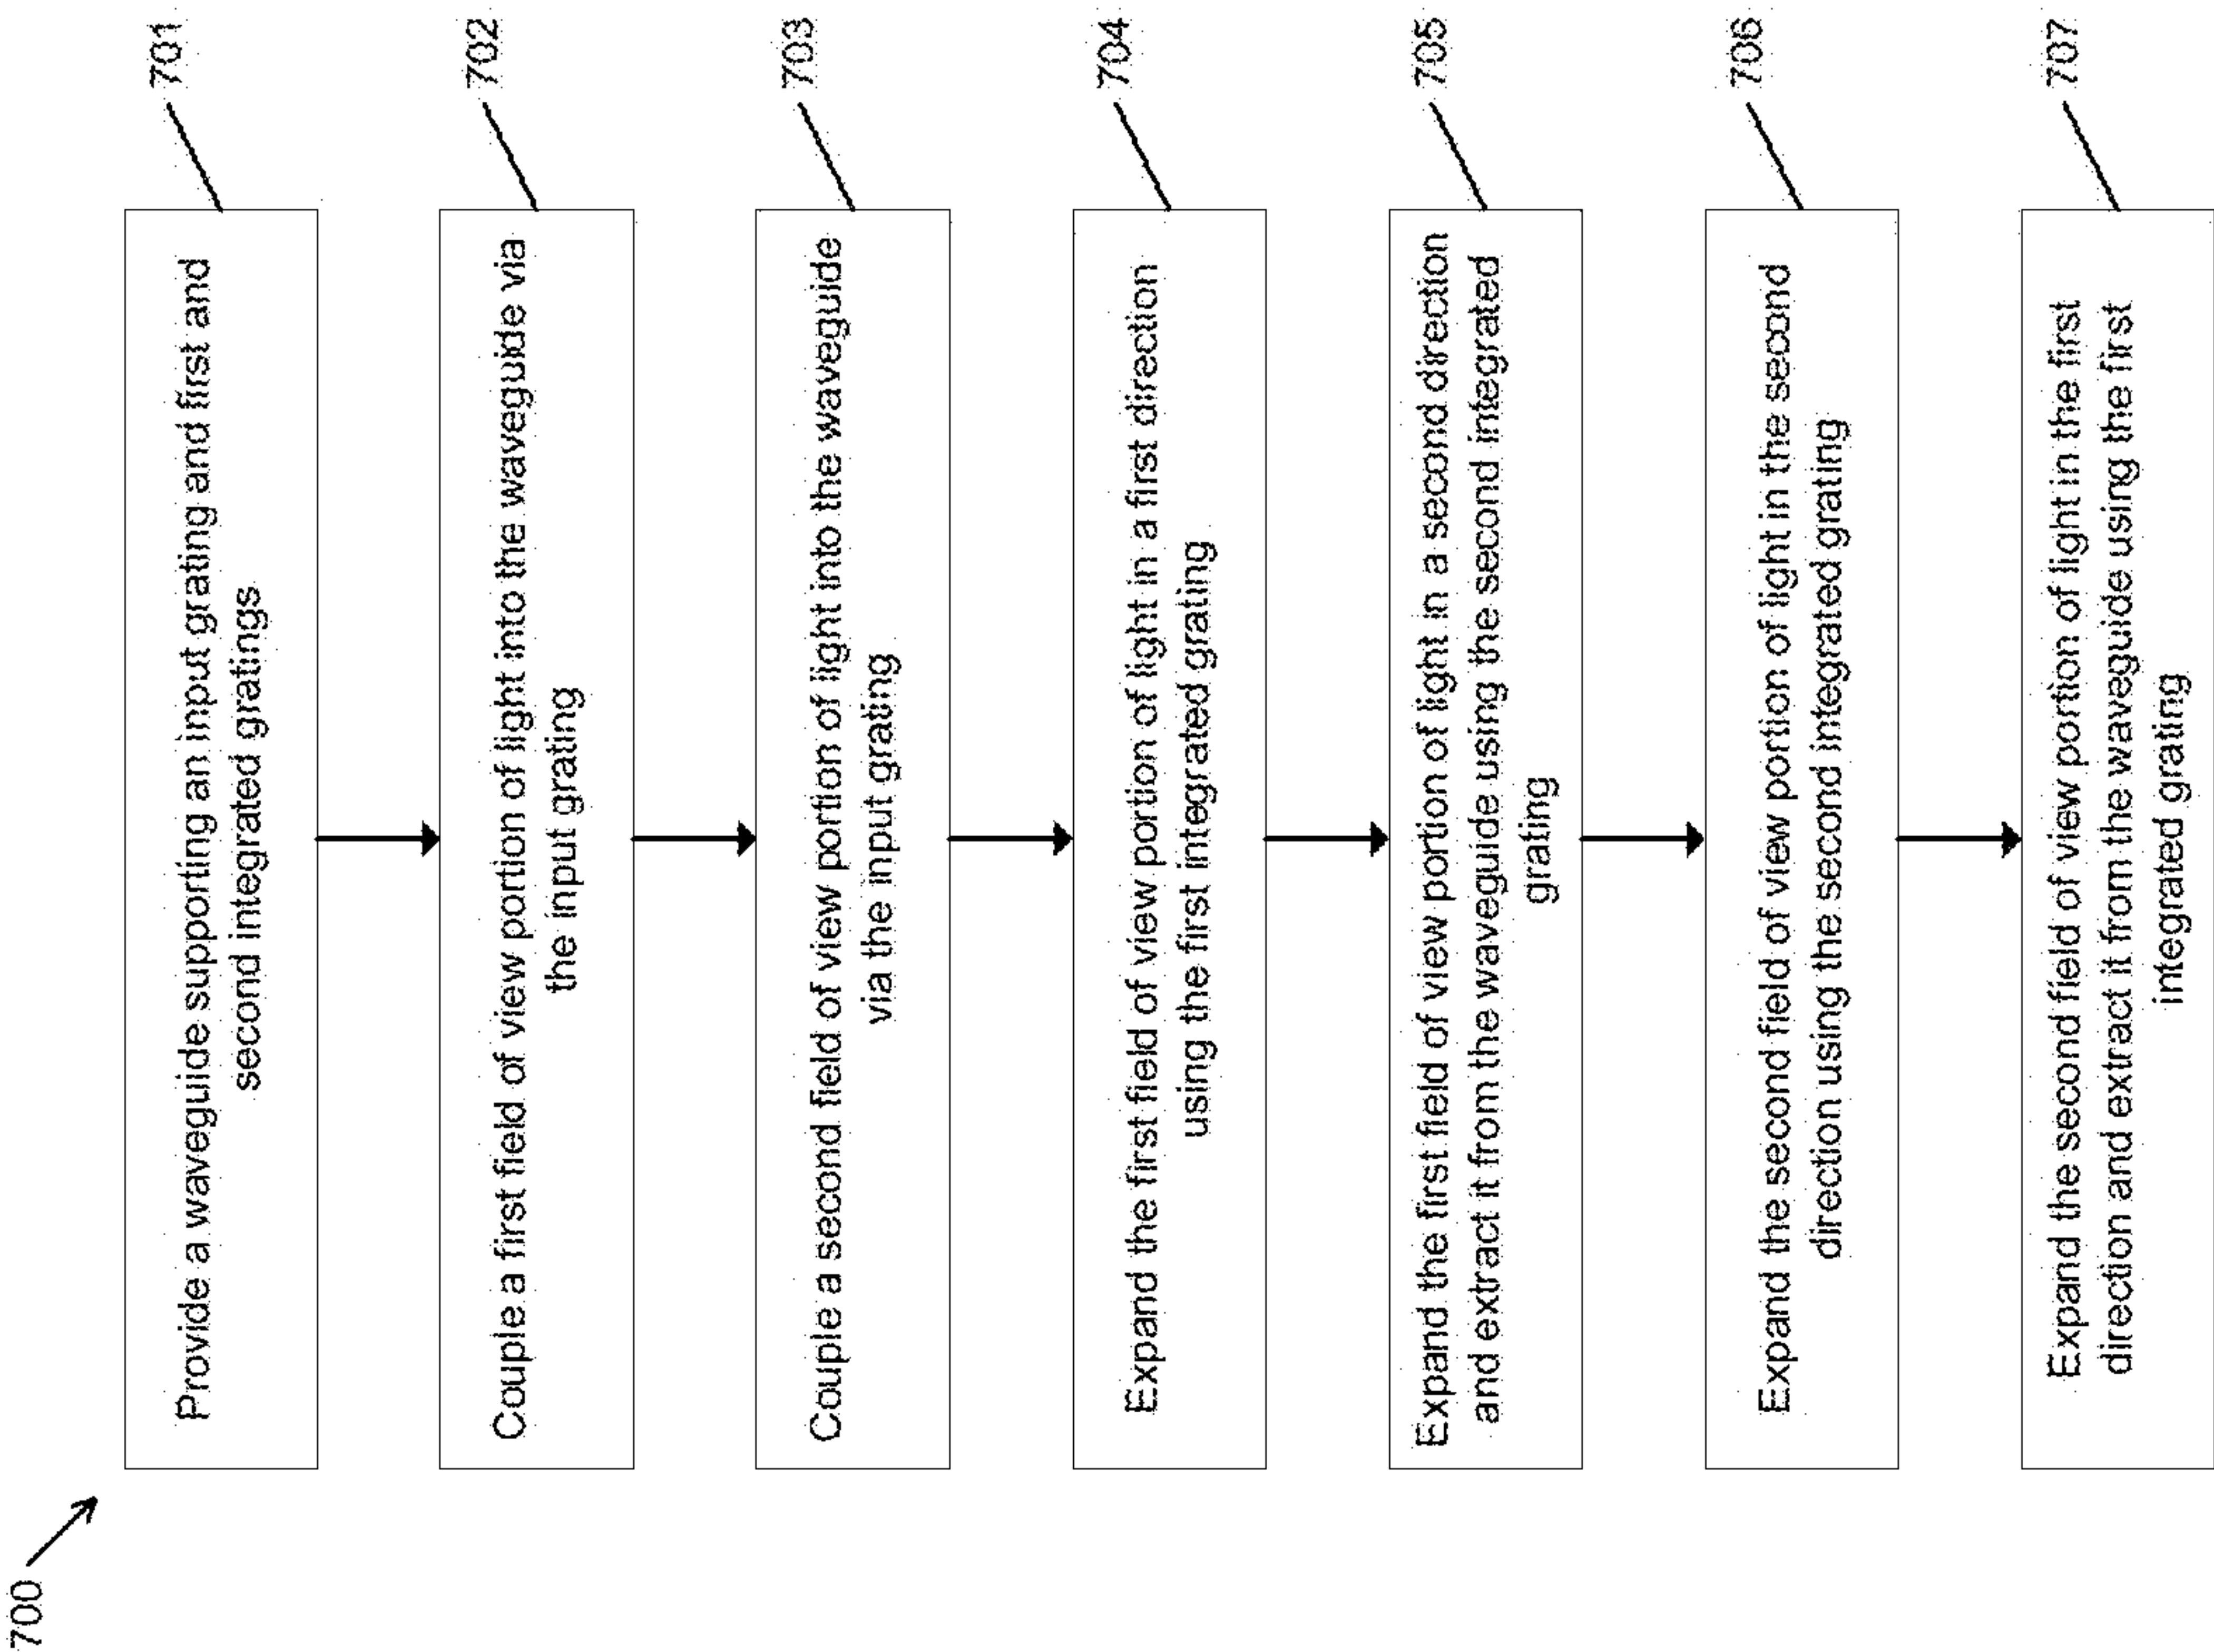 700
701
Provide a waveguide supporting an input grating and first and
second integrated gratings
702
Couple a first field of view portion of light into the waveguide via
the input grating
703
Couple a second field of view portion of light into the waveguide
via the input grating
704
Expand the first field of view portion of light in a first direction
using the first integrated grating
705
Expand the first field of view portion of light in a second direction
and extract it from the waveguide using the second integrated
grating
706
Expand the second field of view portion of light in the second
direction using the second integrated grating
707
Expand the second field of view portion of light in the first
direction and extract it from the waveguide using the first
integrated grating